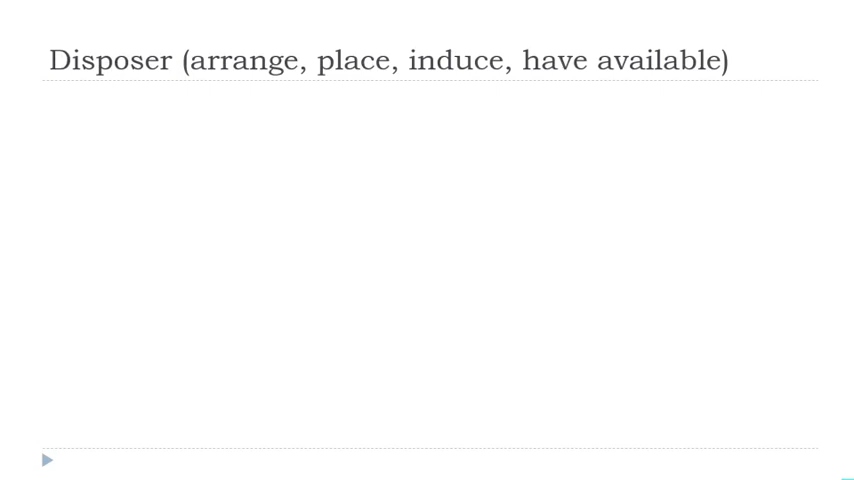 Disposer (arrange, place, induce, have available)